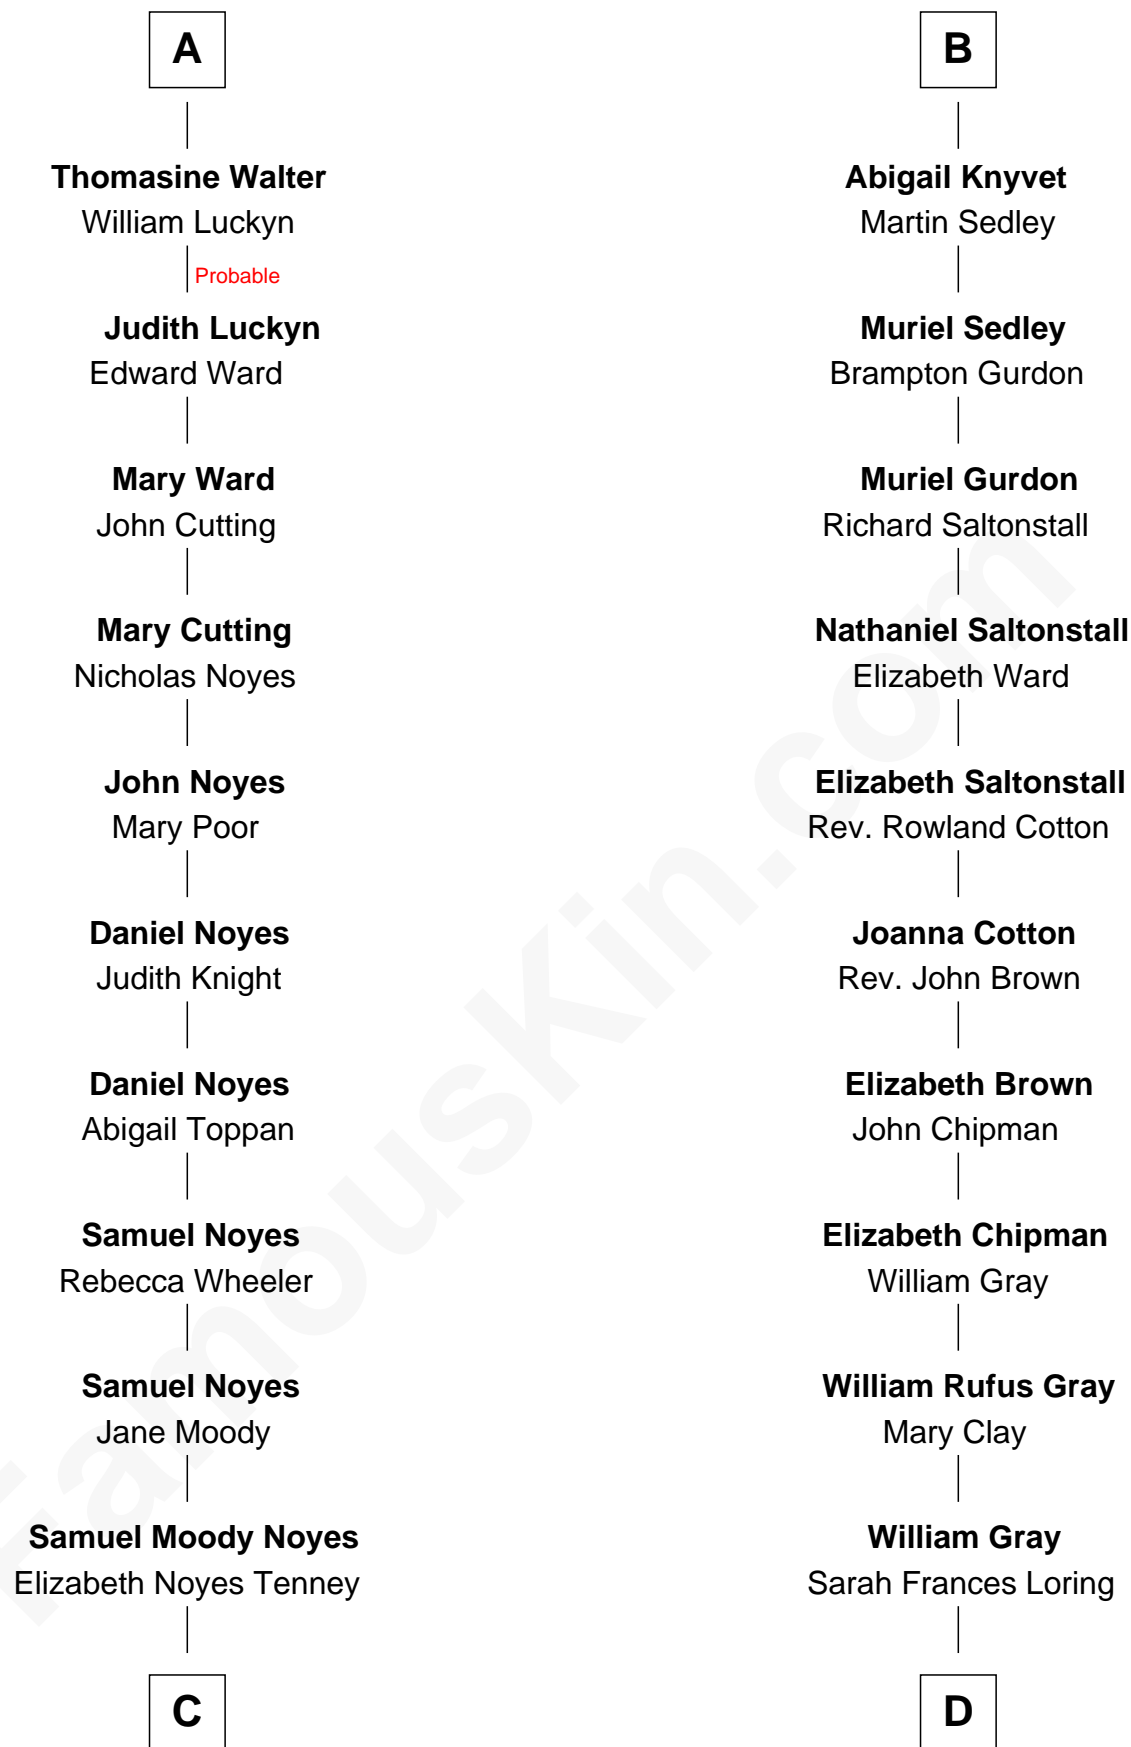 A
Thomasine Walter
William Luckyn
Probable
Judith Luckyn
Edward Ward
Mary Ward
John Cutting
Mary Cutting
Nicholas Noyes
John Noyes
Mary Poor
Daniel Noyes
Judith Knight
Daniel Noyes
Abigail Toppan
Samuel Noyes
Rebecca Wheeler
Samuel Noyes
Jane Moody
Samuel Moody Noyes
Elizabeth Noyes Tenney
C
B
Abigail Knyvet
Martin Sedley
Muriel Sedley
Brampton Gurdon
Muriel Gurdon
Richard Saltonstall
Nathaniel Saltonstall
Elizabeth Ward
Elizabeth Saltonstall
Rev. Rowland Cotton
Joanna Cotton
Rev. John Brown
Elizabeth Brown
John Chipman
Elizabeth Chipman
William Gray
William Rufus Gray
Mary Clay
William Gray
Sarah Frances Loring
D
FamousKin.com